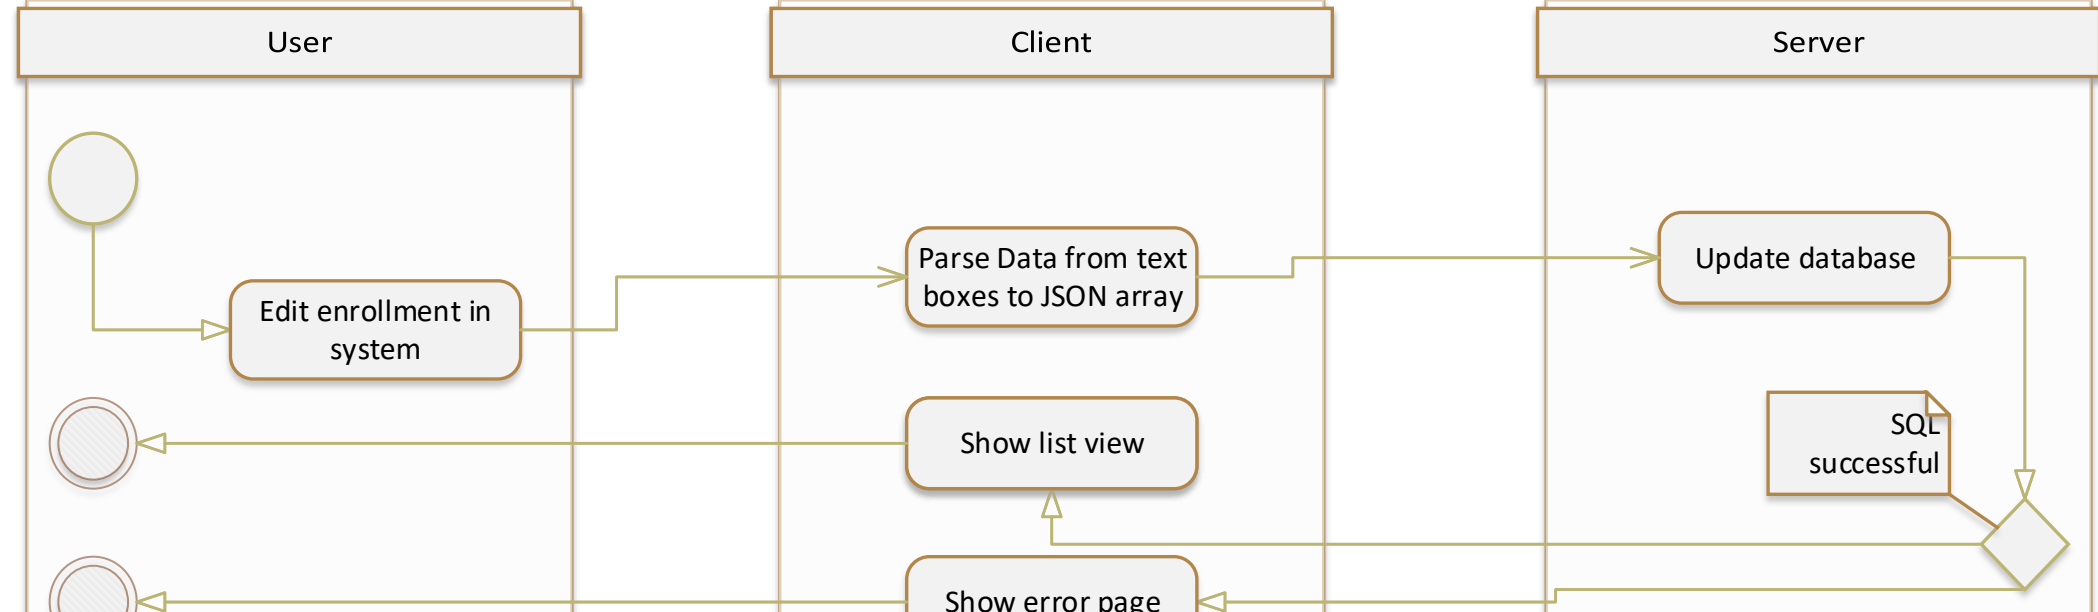 User
Client
Server
Edit enrollment in
system
Parse Data from text
boxes to JSON array
Update database
Show list view
SQL
successful
Show error page